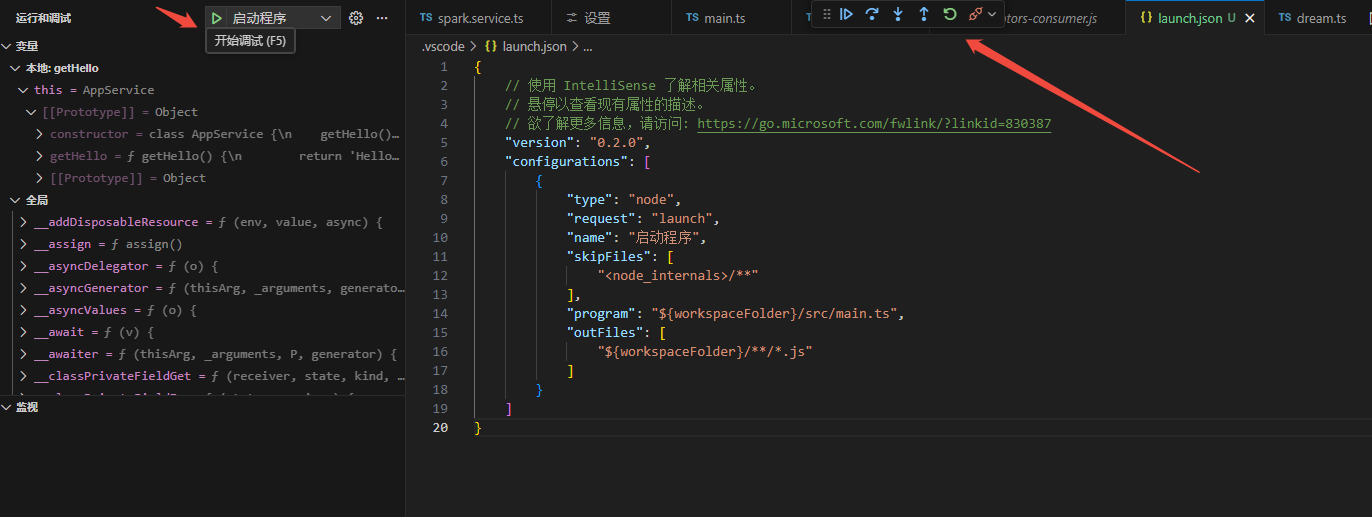 运行和调试
启动程序
开始调试 (F5)
变量
本地: getHello
this = AppService
[[Prototype]] = Object
constructor = class AppService {\n    getHello()…
getHello = ƒ getHello() {\n        return 'Hello…
[[Prototype]] = Object
全局
__addDisposableResource = ƒ (env, value, async) {
__assign = ƒ assign()
__asyncDelegator = ƒ (o) {
__asyncGenerator = ƒ (thisArg, _arguments, generato…
__asyncValues = ƒ (o) {
__await = ƒ (v) {
__awaiter = ƒ (thisArg, _arguments, P, generator) {
__classPrivateFieldGet = ƒ (receiver, state, kind, …
监视
TS spark.service.ts
设置
TS main.ts
tors-consumer.js
{} launch.json U
TS dream.ts
.vscode > {} launch.json > ...
1 {
2 // 使用 IntelliSense 了解相关属性。
3 // 悬停以查看现有属性的描述。
4 // 欲了解更多信息，请访问: https://go.microsoft.com/fwlink/?linkid=830387
5 "version": "0.2.0",
6 "configurations": [
7 {
8 "type": "node",
9 "request": "launch",
10 "name": "启动程序",
11 "skipFiles": [
12 "<node_internals>/**"
13 ],
14 "program": "${workspaceFolder}/src/main.ts",
15 "outFiles": [
16 "${workspaceFolder}/**/*.js"
17 ]
18 }
19 ]
20 }